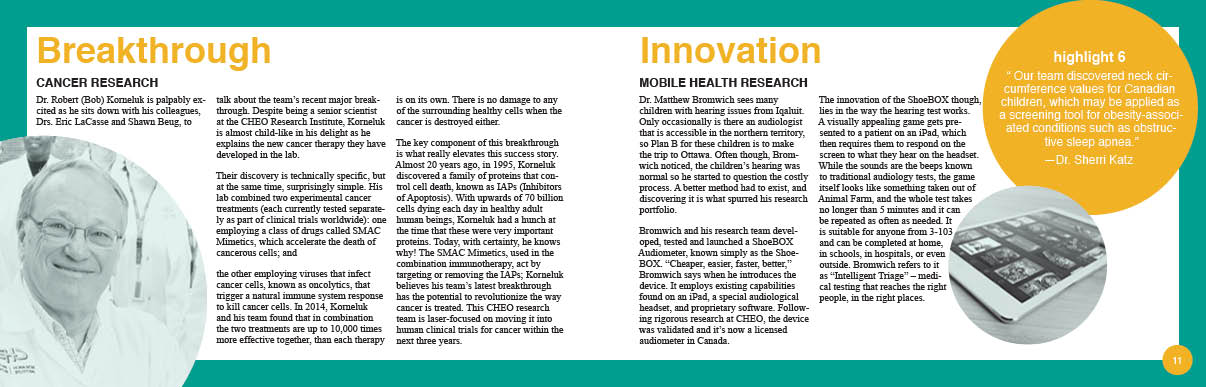 Breakthrough
CANCER RESEARCH
Dr. Robert (Bob) Korneluk is palpably ex-
cited as he sits down with his colleagues,
Drs. Eric LaCasse and Shawn Beug, to
talk about the team's recent major break-
through. Despite being a senior scientist
at the CHEO Research Institute, Korneluk
is almost child-like in his delight as he
explains the new cancer therapy they have
developed in the lab.
Their discovery is technically specific, but
at the same time, surprisingly simple. His
lab combined two experimental cancer
treatments (each currently tested separate-
ly as part of clinical trials worldwide): one
employing a class of drugs called SMAC
Mimetics, which accelerate the death of
cancerous cells; and
the other employing viruses that infect
cancer cells, known as oncolytics, that
trigger a natural immune system response
to kill cancer cells. In 2014, Korneluk
and his team found that in combination
the two treatments are up to 10,000 times
more effective together, than each therapy
is on its own. There is no damage to any
of the surrounding healthy cells when the
cancer is destroyed either.
The key component of this breakthrough
is what really elevates this success story.
Almost 20 years ago, in 1995, Korneluk
discovered a family of proteins that con-
trol cell death, known as IAPs (Inhibitors
of Apoptosis). With upwards of 70 billion
cells dying each day in healthy adult
human beings, Korneluk had a hunch at
the time that these were very important
proteins. Today, with certainty, he knows
why! The SMAC Mimetics, used in the
combination immunotherapy, act by
targeting or removing the IAPs; Korneluk
believes his team's latest breakthrough
has the potential to revolutionize the way
cancer is treated. This CHEO research
team is laser-focused on moving it into
human clinical trials for cancer within the
next three years.
Innovation
MOBILE HEALTH RESEARCH
Dr. Matthew Bromwich sees many
children with hearing issues from Iqaluit.
Only occasionally is there an audiologist
that is accessible in the northern territory,
so Plan B for these children is to make
the trip to Ottawa. Often though, Brom-
wich noticed, the children's hearing was
normal so he started to question the costly
process. A better method had to exist, and
discovering it is what spurred his research
portfolio.
Bromwich and his research team devel-
oped, tested and launched a ShoeBOX
Audiometer, known simply as the Shoe-
BOX. "Cheaper, easier, faster, better,"
Bromwich says when he introduces the
device. It employs existing capabilities
found on an iPad, a special audiological
headset, and proprietary software. Follow-
ing rigorous research at CHEO, the device
was validated and it's now a licensed
audiometer in Canada.
The innovation of the ShoeBOX though,
lies in the way the hearing test works.
A visually appealing game gets pre-
sented to a patient on an iPad, which
then requires them to respond on the
screen to what they hear on the headset.
While the sounds are the beeps known
to traditional audiology tests, the game
itself looks like something taken out of
Animal Farm, and the whole test takes
no longer than 5 minutes and it can
be repeated as often as needed. It
is suitable for anyone from 3-103
and can be completed at home,
in schools, in hospitals, or even
outside. Bromwich refers to it
as "Intelligent Triage" – medi-
cal testing that reaches the right
people, in the right places.
highlight 6
" Our team discovered neck cir-
cumference values for Canadian
children, which may be applied as
a screening tool for obesity-associ-
ated conditions such as obstruc-
tive sleep apnea."
—Dr. Sherri Katz
11